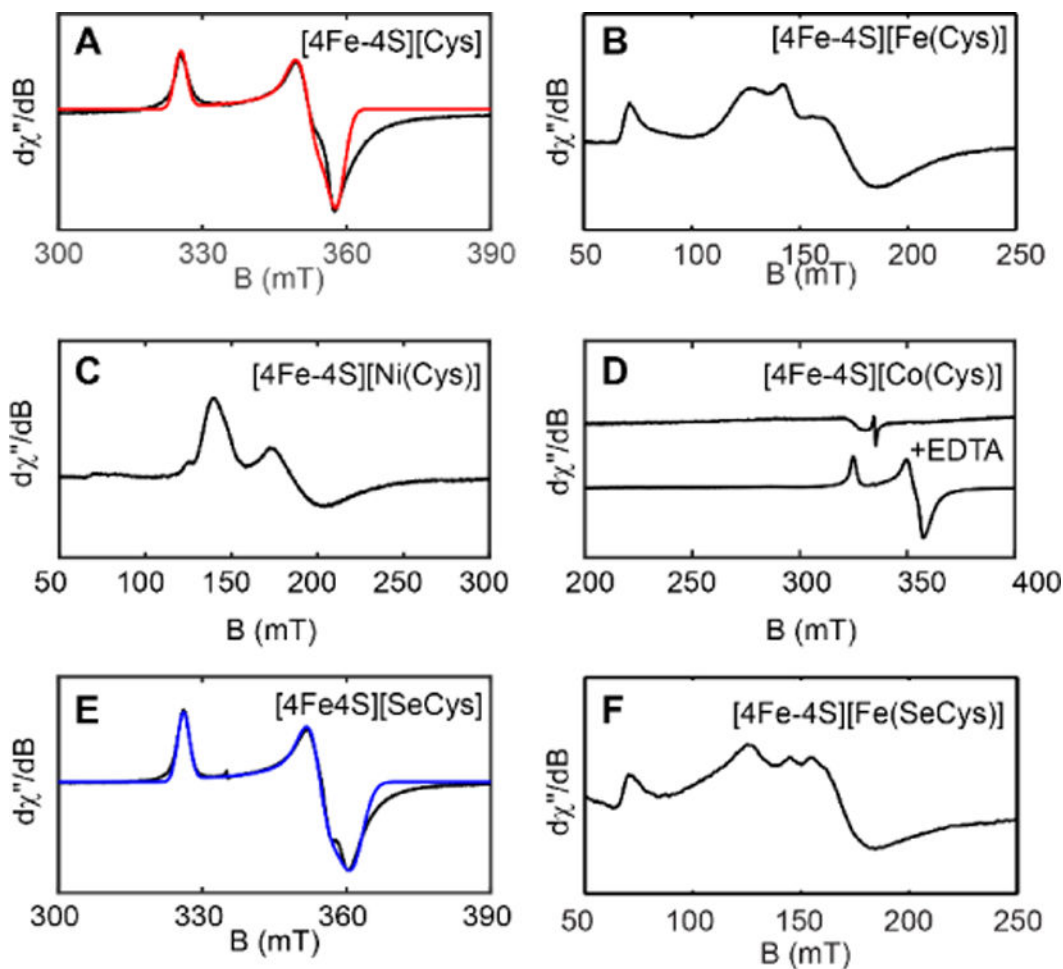 A
[4Fe-4S][Cys]
dχ"/dB
300 330 360 390
B (mT)
B
[4Fe-4S][Fe(Cys)]
dχ"/dB
50 100 150 200 250
B (mT)
C
[4Fe-4S][Ni(Cys)]
dχ"/dB
50 100 150 200 250 300
B (mT)
D
[4Fe-4S][Co(Cys)]
+EDTA
dχ"/dB
200 300 350 400
B (mT)
E
[4Fe4S][SeCys]
dχ"/dB
300 330 360 390
B (mT)
F
[4Fe-4S][Fe(SeCys)]
dχ"/dB
50 100 150 200 250
B (mT)